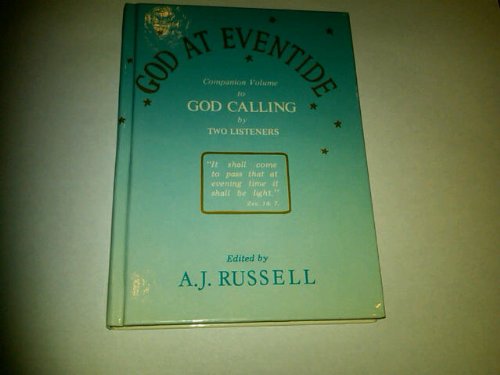 GOD AT EVENTIDE
Companion Volume
to
GOD CALLING
by
TWO LISTENERS
"It shall come
to pass that at
evening time it
shall be light."
Zec. 14: 7.
Edited by
A.J. RUSSELL